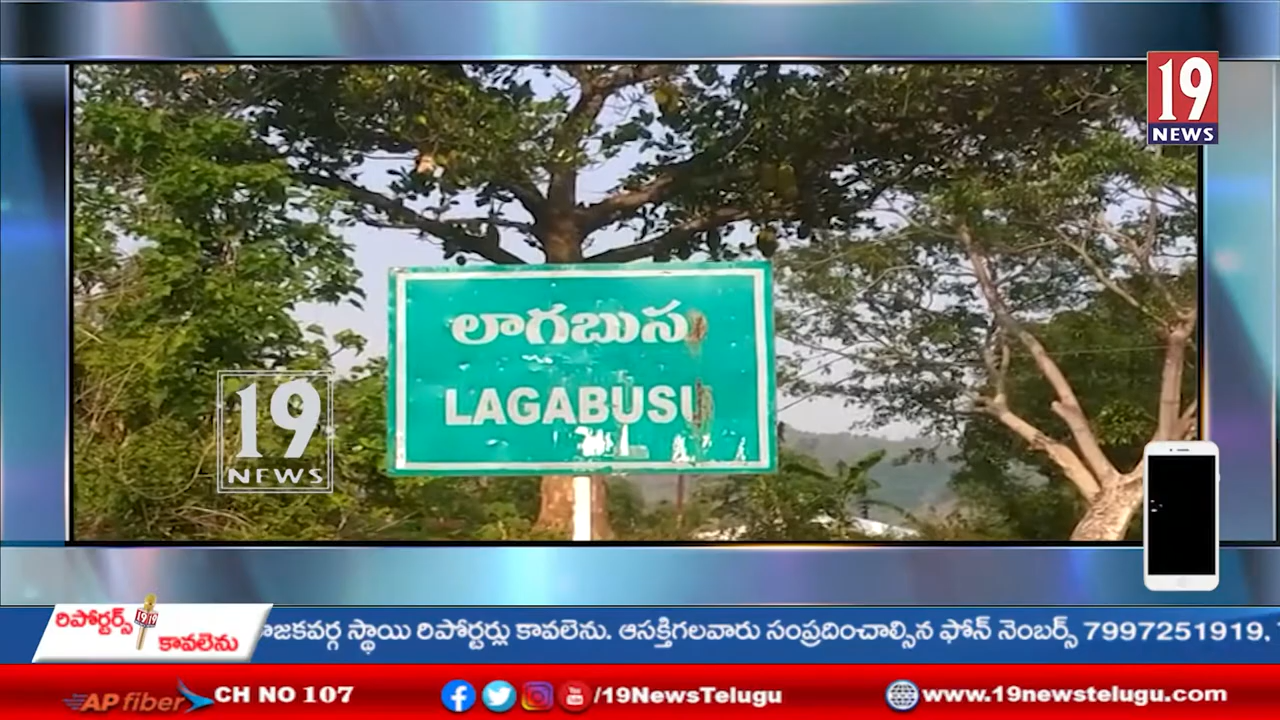 19
NEWS
లాగబుసు
LAGABUSU
19
NEWS
రిపోర్టర్స్
కావలెను
స్థాయి రిపోర్టర్లు కావలెను. ఆసక్తిగలవారు సంప్రదించాల్సిన ఫోన్ నెంబర్స్ 7997251919,
AP fiber CH NO 107
/19NewsTelugu
www.19newstelugu.com